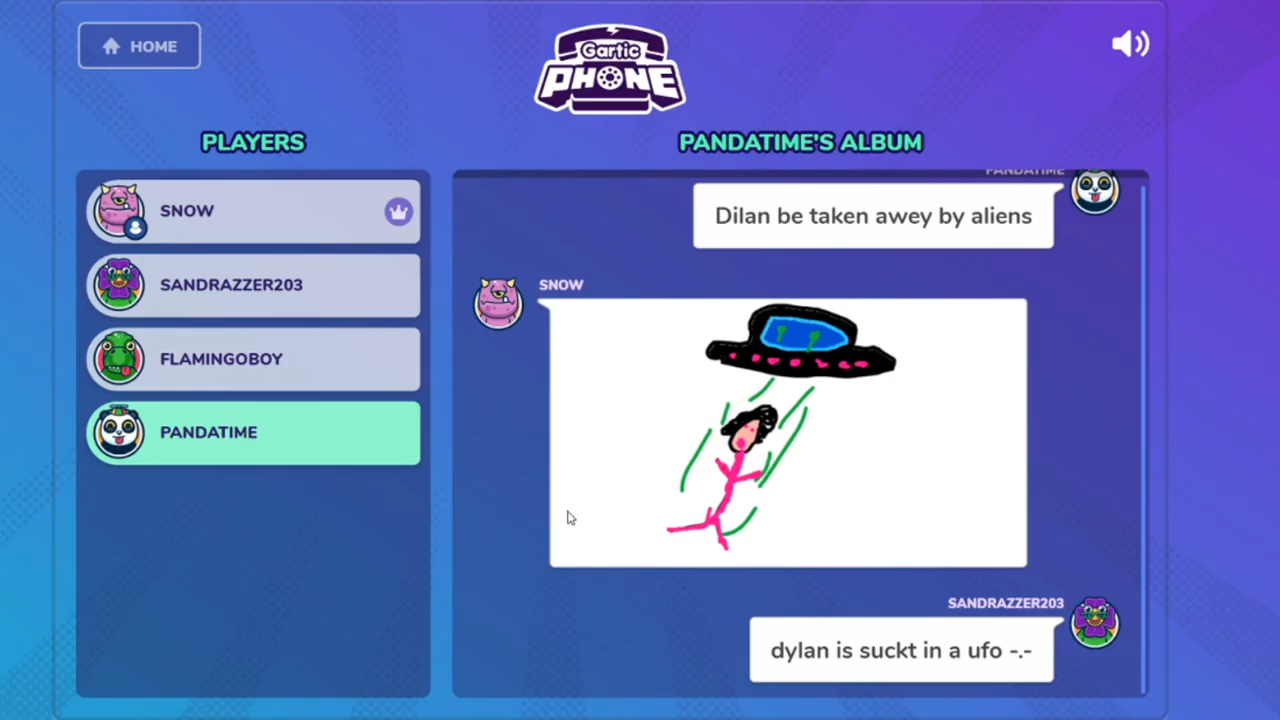 HOME
Gartic
PHONE
PLAYERS
PANDATIME'S ALBUM
SNOW
SANDRAZZER203
FLAMINGOBOY
PANDATIME
PANDATIME
Dilan be taken awey by aliens
SNOW
SANDRAZZER203
dylan is suckt in a ufo -.-